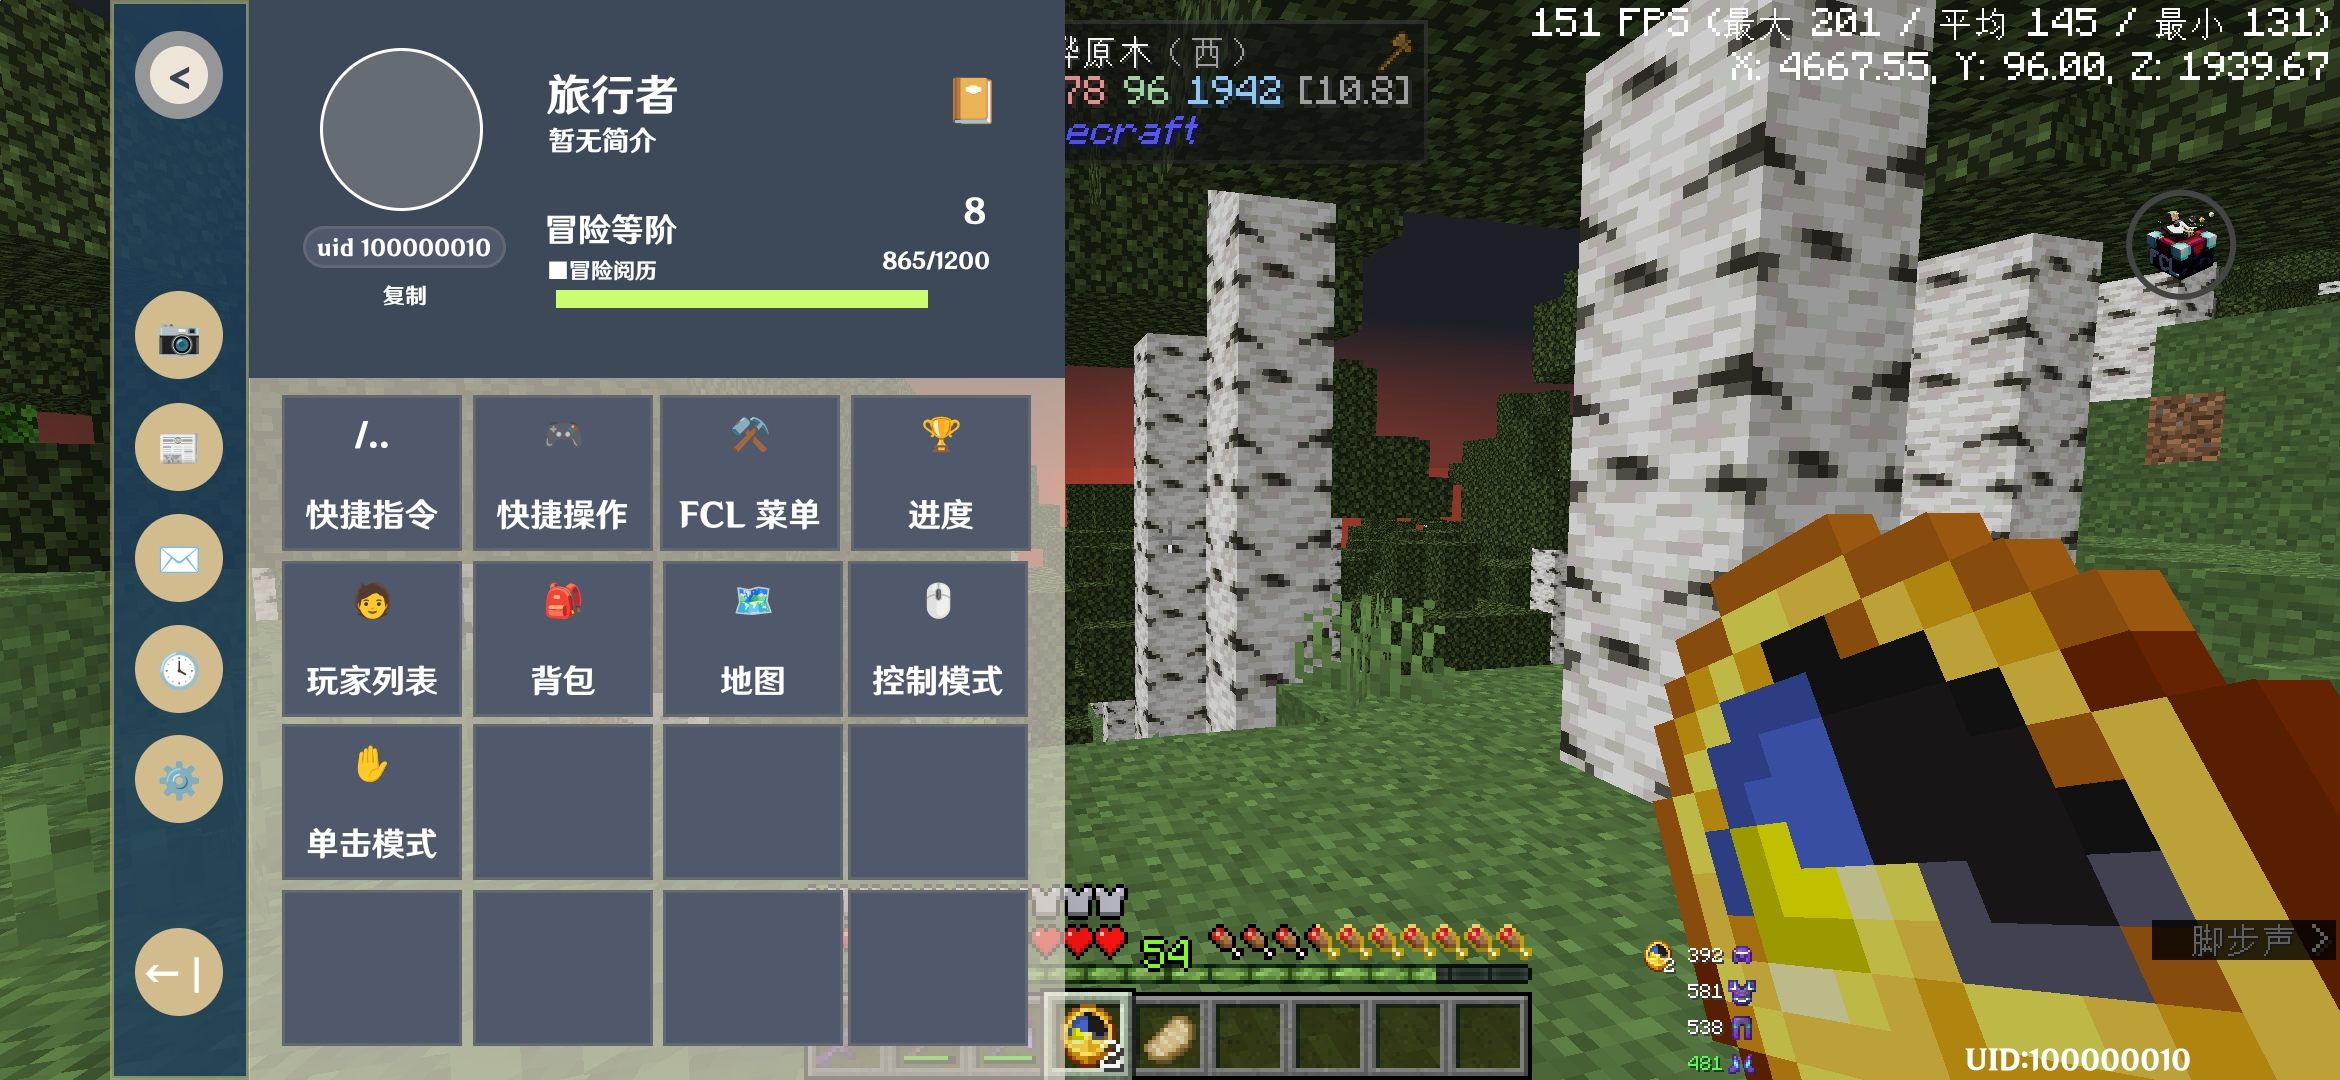 <
旅行者
暂无简介
uid 100000010
复制
冒险等阶
8
■冒险阅历
865/1200
/..
快捷指令
快捷操作
FCL 菜单
进度
玩家列表
背包
地图
控制模式
单击模式
←|
原木（西）
78 96 1942 [10.8]
ecraft
151 FPS (最大 201 / 平均 145 / 最小 131)
X: 4667.55, Y: 96.00, Z: 1939.67
FCL
54
2
2
392
581
538
481
脚步声 >
UID:100000010